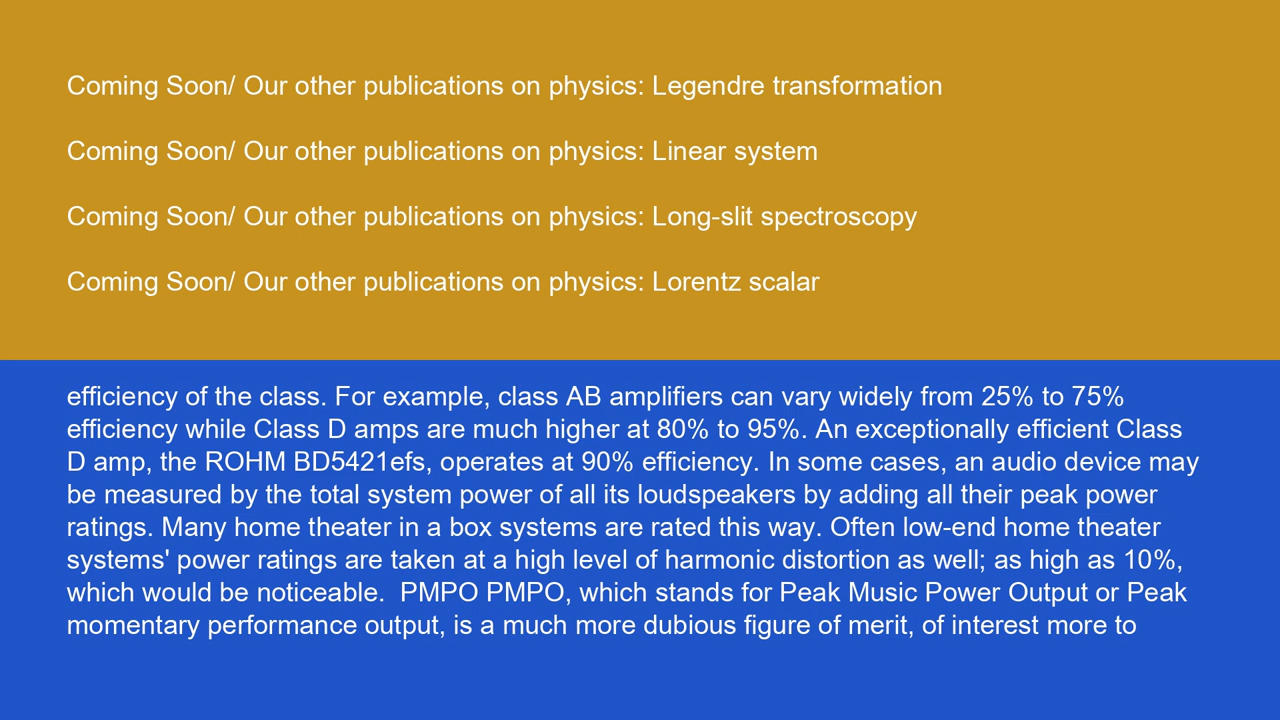 Coming Soon/ Our other publications on physics: Legendre transformation
Coming Soon/ Our other publications on physics: Linear system
Coming Soon/ Our other publications on physics: Long-slit spectroscopy
Coming Soon/ Our other publications on physics: Lorentz scalar
efficiency of the class. For example, class AB amplifiers can vary widely from 25% to 75%
efficiency while Class D amps are much higher at 80% to 95%. An exceptionally efficient Class
D amp, the ROHM BD5421efs, operates at 90% efficiency. In some cases, an audio device may
be measured by the total system power of all its loudspeakers by adding all their peak power
ratings. Many home theater in a box systems are rated this way. Often low-end home theater
systems' power ratings are taken at a high level of harmonic distortion as well; as high as 10%,
which would be noticeable.  PMPO PMPO, which stands for Peak Music Power Output or Peak
momentary performance output, is a much more dubious figure of merit, of interest more to